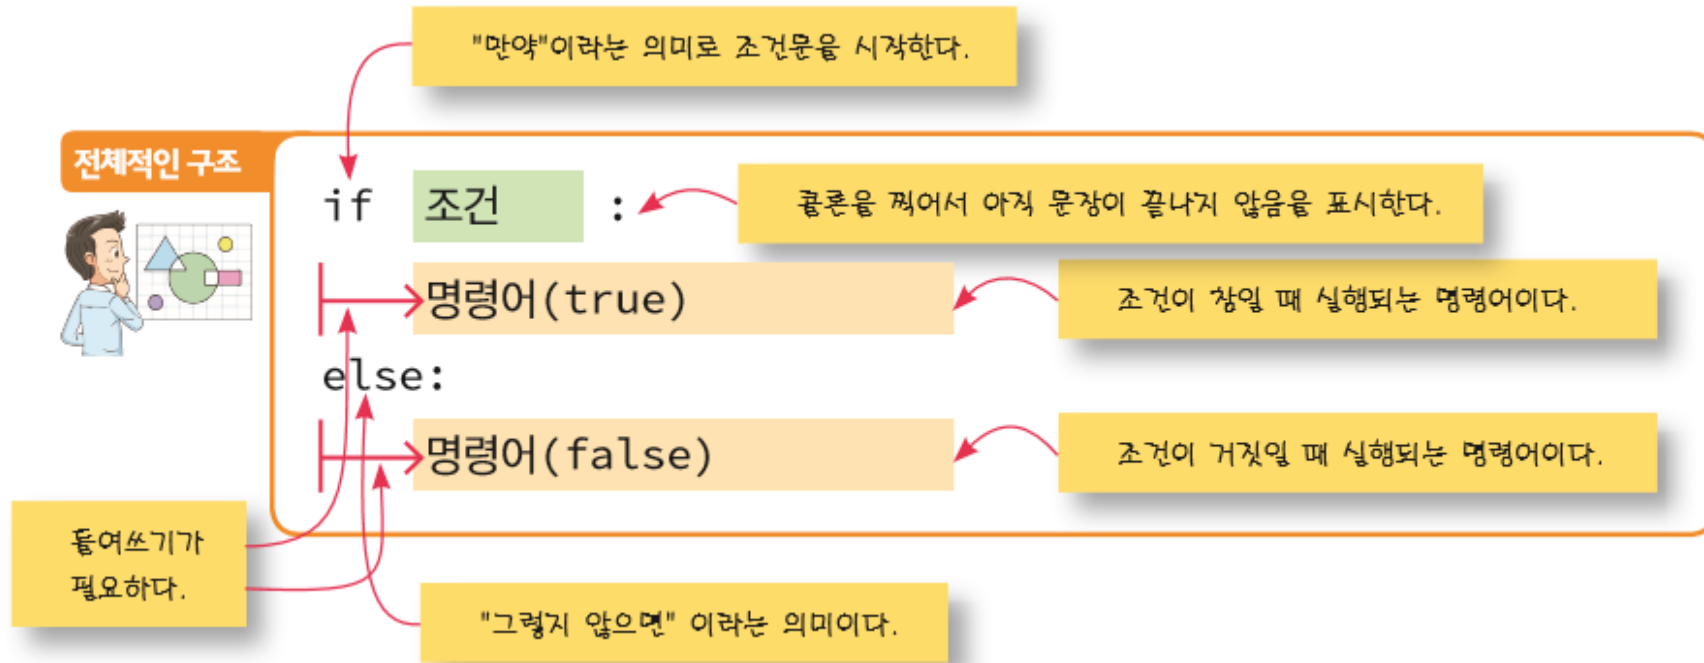 "만약"이라는 의미로 조건문을 시작한다.
전체적인 구조
if 조건 :
콜론을 찍어서 아직 문장이 끝나지 않음을 표시한다.
명령어(true)
조건이 참일 때 실행되는 명령어이다.
else:
명령어(false)
조건이 거짓일 때 실행되는 명령어이다.
들여쓰기가
필요하다.
"그렇지 않으면" 이라는 의미이다.